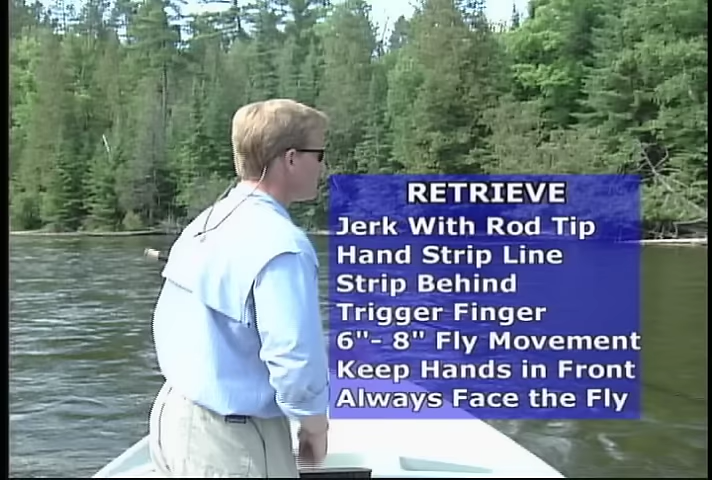 RETRIEVE
Jerk With Rod Tip
Hand Strip Line
Strip Behind
Trigger Finger
6"- 8" Fly Movement
Keep Hands in Front
Always Face the Fly